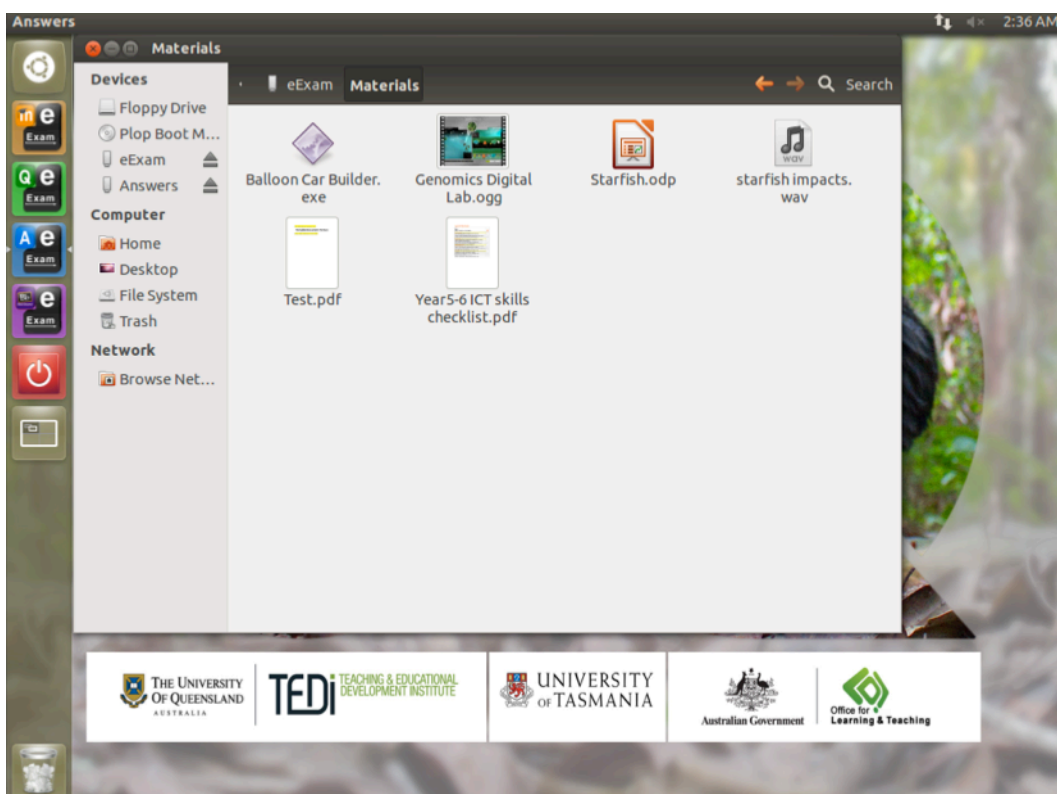 Answers
2:36 AM
Materials
Devices
Floppy Drive
Plop Boot M...
eExam
Answers
Computer
Home
Desktop
File System
Trash
Network
Browse Net...
eExam Materials
Search
Balloon Car Builder.
exe
Genomics Digital
Lab.ogg
Starfish.odp
wav
starfish impacts.
wav
Test.pdf
Year5-6 ICT skills
checklist.pdf
m e
Exam
Q e
Exam
A e
Exam
e
Exam
THE UNIVERSITY
OF QUEENSLAND
AUSTRALIA
TEDi
TEACHING & EDUCATIONAL
DEVELOPMENT INSTITUTE
UNIVERSITY
OF TASMANIA
Australian Government
Office for
Learning & Teaching